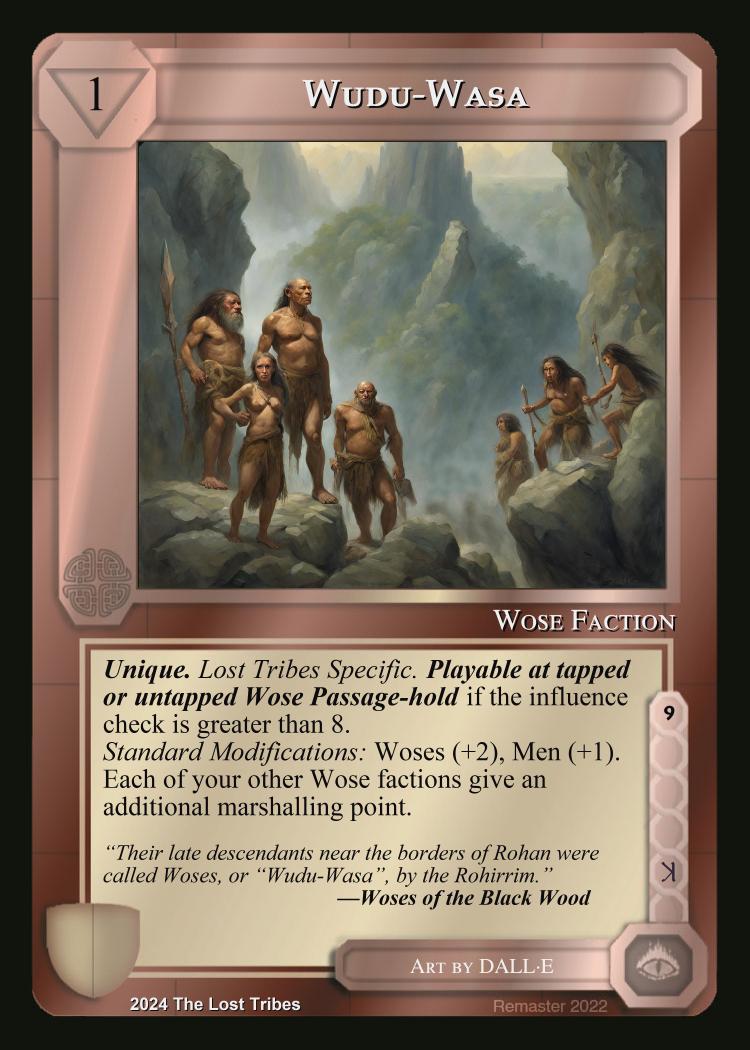 1
Wudu-Wasa
Wose Faction
Unique. Lost Tribes Specific. Playable at tapped
or untapped Wose Passage-hold if the influence
check is greater than 8.
Standard Modifications: Woses (+2), Men (+1).
Each of your other Wose factions give an
additional marshalling point.
9
“Their late descendants near the borders of Rohan were
called Woses, or “Wudu-Wasa”, by the Rohirrim.”
—Woses of the Black Wood
Art by DALL·E
2024 The Lost Tribes
Remaster 2022